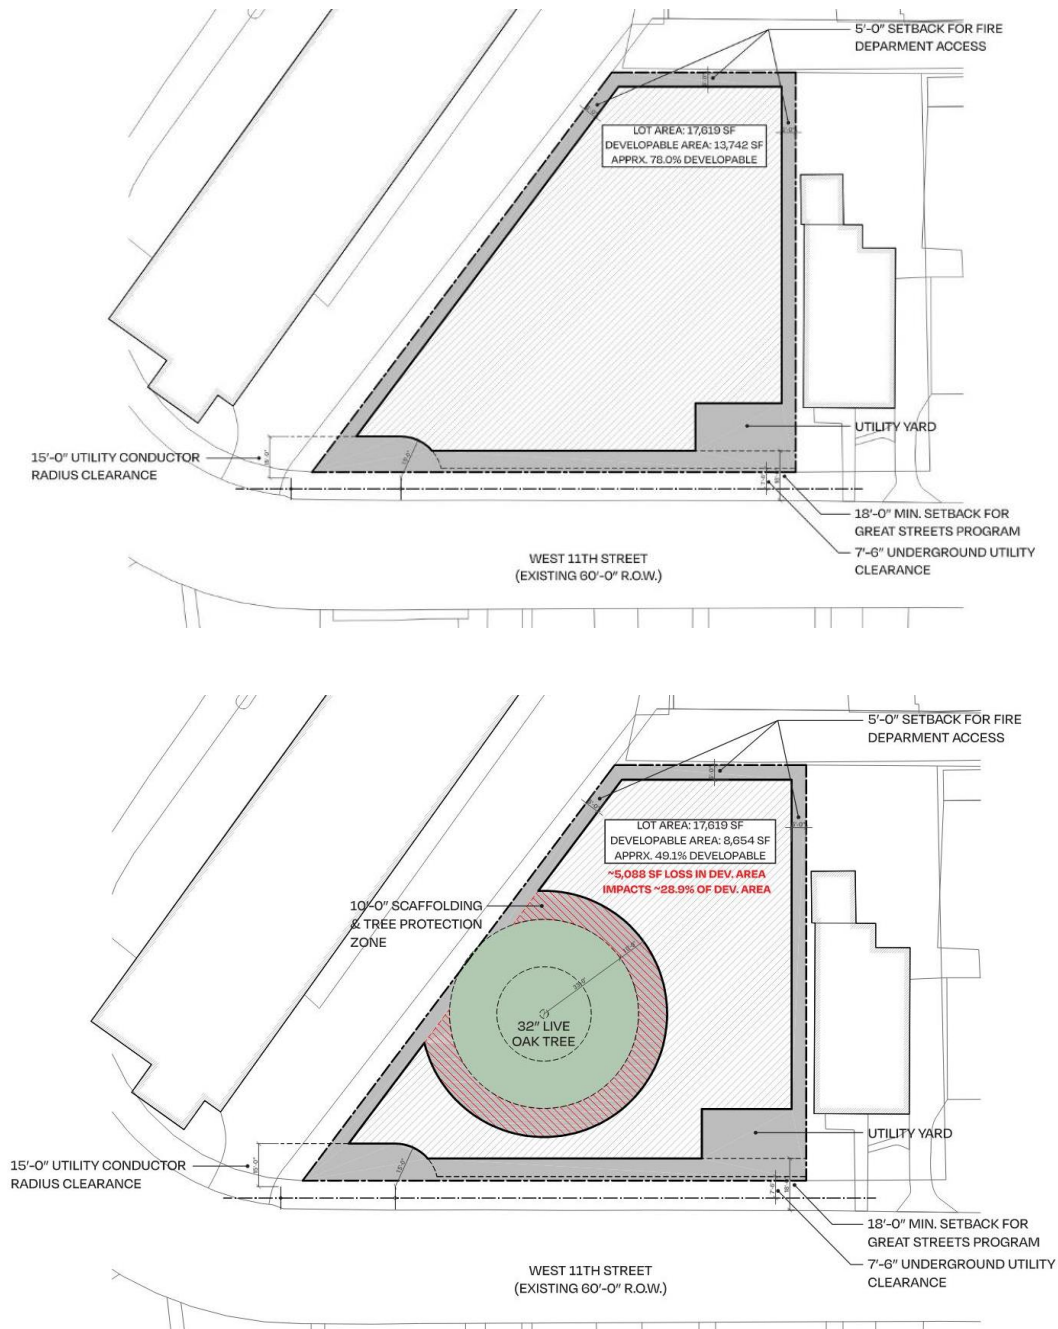 5'-0" SETBACK FOR FIRE
DEPARMENT ACCESS
LOT AREA: 17,619 SF
DEVELOPABLE AREA: 13,742 SF
APPRX. 78.0% DEVELOPABLE
UTILITY YARD
15'-0" UTILITY CONDUCTOR
RADIUS CLEARANCE
18'-0" MIN. SETBACK FOR
GREAT STREETS PROGRAM
7'-6" UNDERGROUND UTILITY
CLEARANCE
WEST 11TH STREET
(EXISTING 60'-0" R.O.W.)
5'-0" SETBACK FOR FIRE
DEPARMENT ACCESS
LOT AREA: 17,619 SF
DEVELOPABLE AREA: 8,654 SF
APPRX. 49.1% DEVELOPABLE
~5,088 SF LOSS IN DEV. AREA
IMPACTS ~28.9% OF DEV. AREA
10'-0" SCAFFOLDING
& TREE PROTECTION
ZONE
32" LIVE
OAK TREE
UTILITY YARD
15'-0" UTILITY CONDUCTOR
RADIUS CLEARANCE
18'-0" MIN. SETBACK FOR
GREAT STREETS PROGRAM
7'-6" UNDERGROUND UTILITY
CLEARANCE
WEST 11TH STREET
(EXISTING 60'-0" R.O.W.)